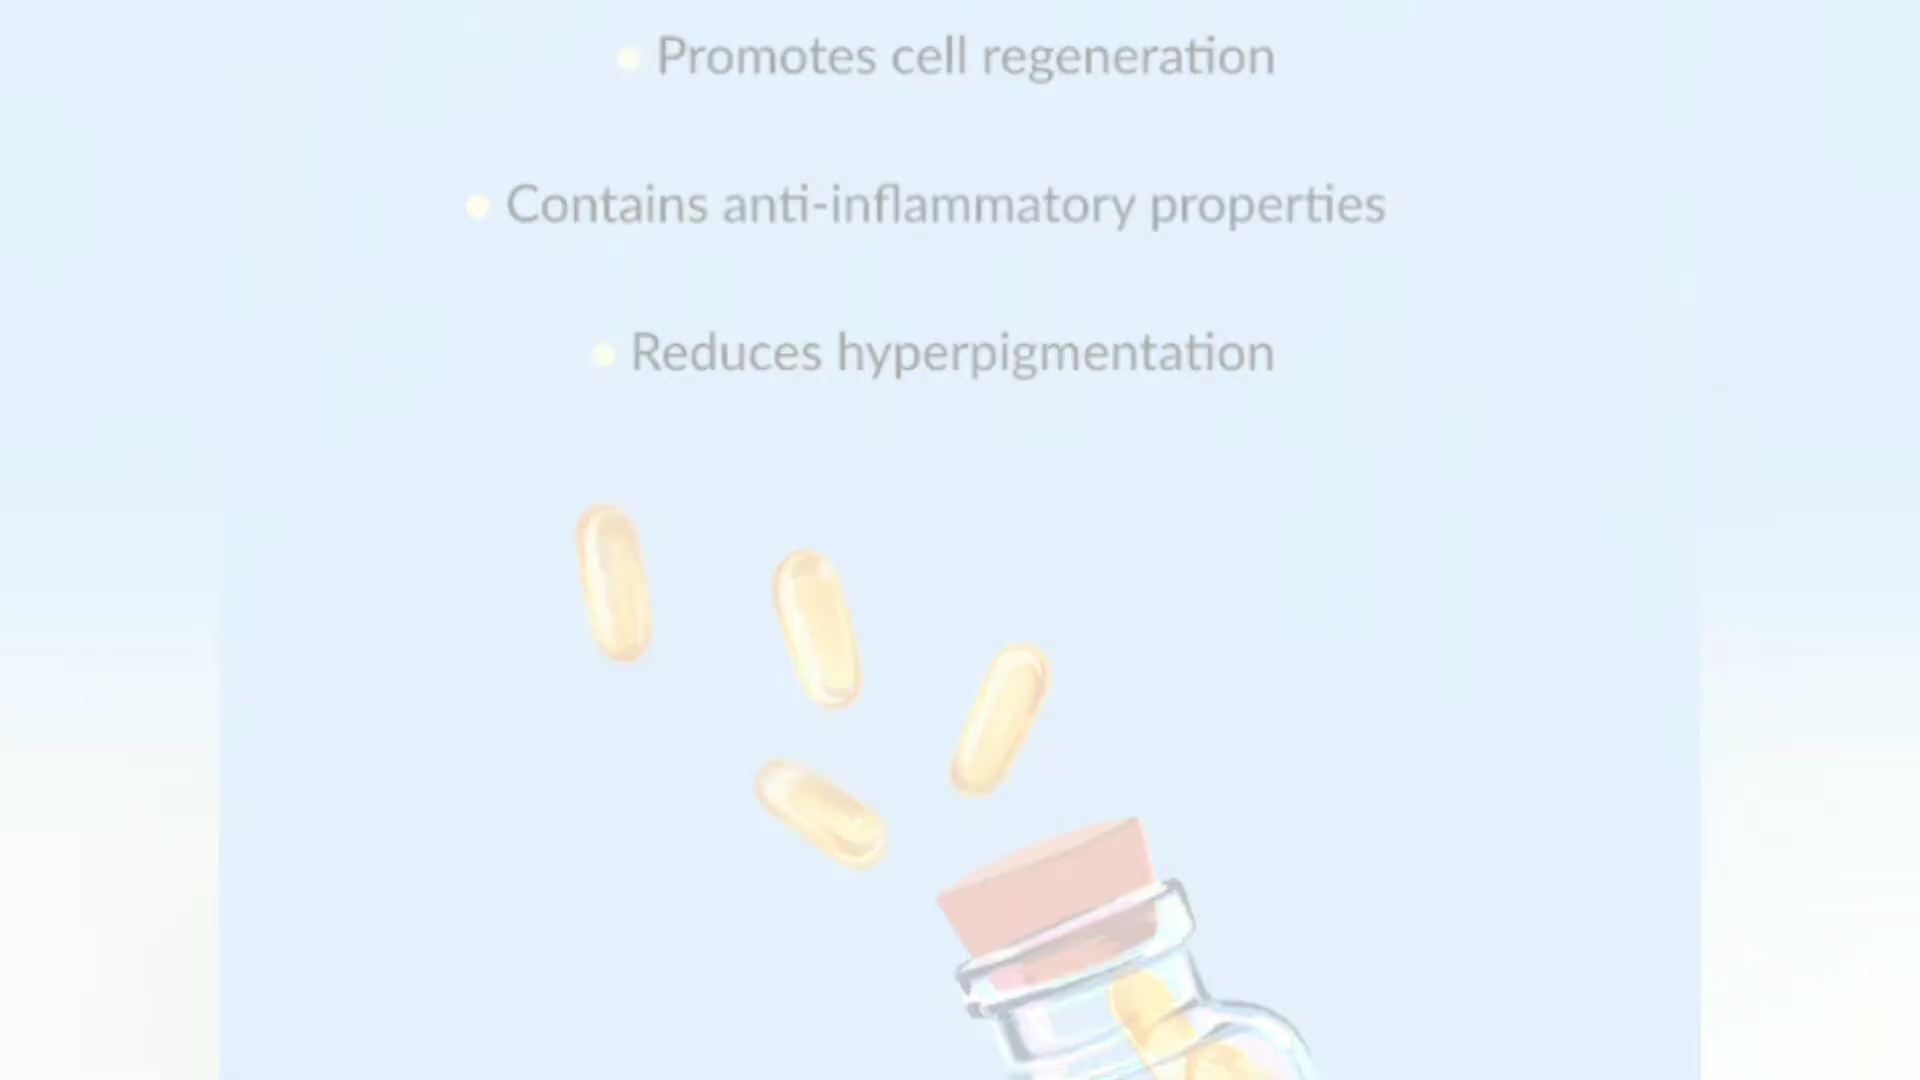 • Promotes cell regeneration
• Contains anti-inflammatory properties
• Reduces hyperpigmentation